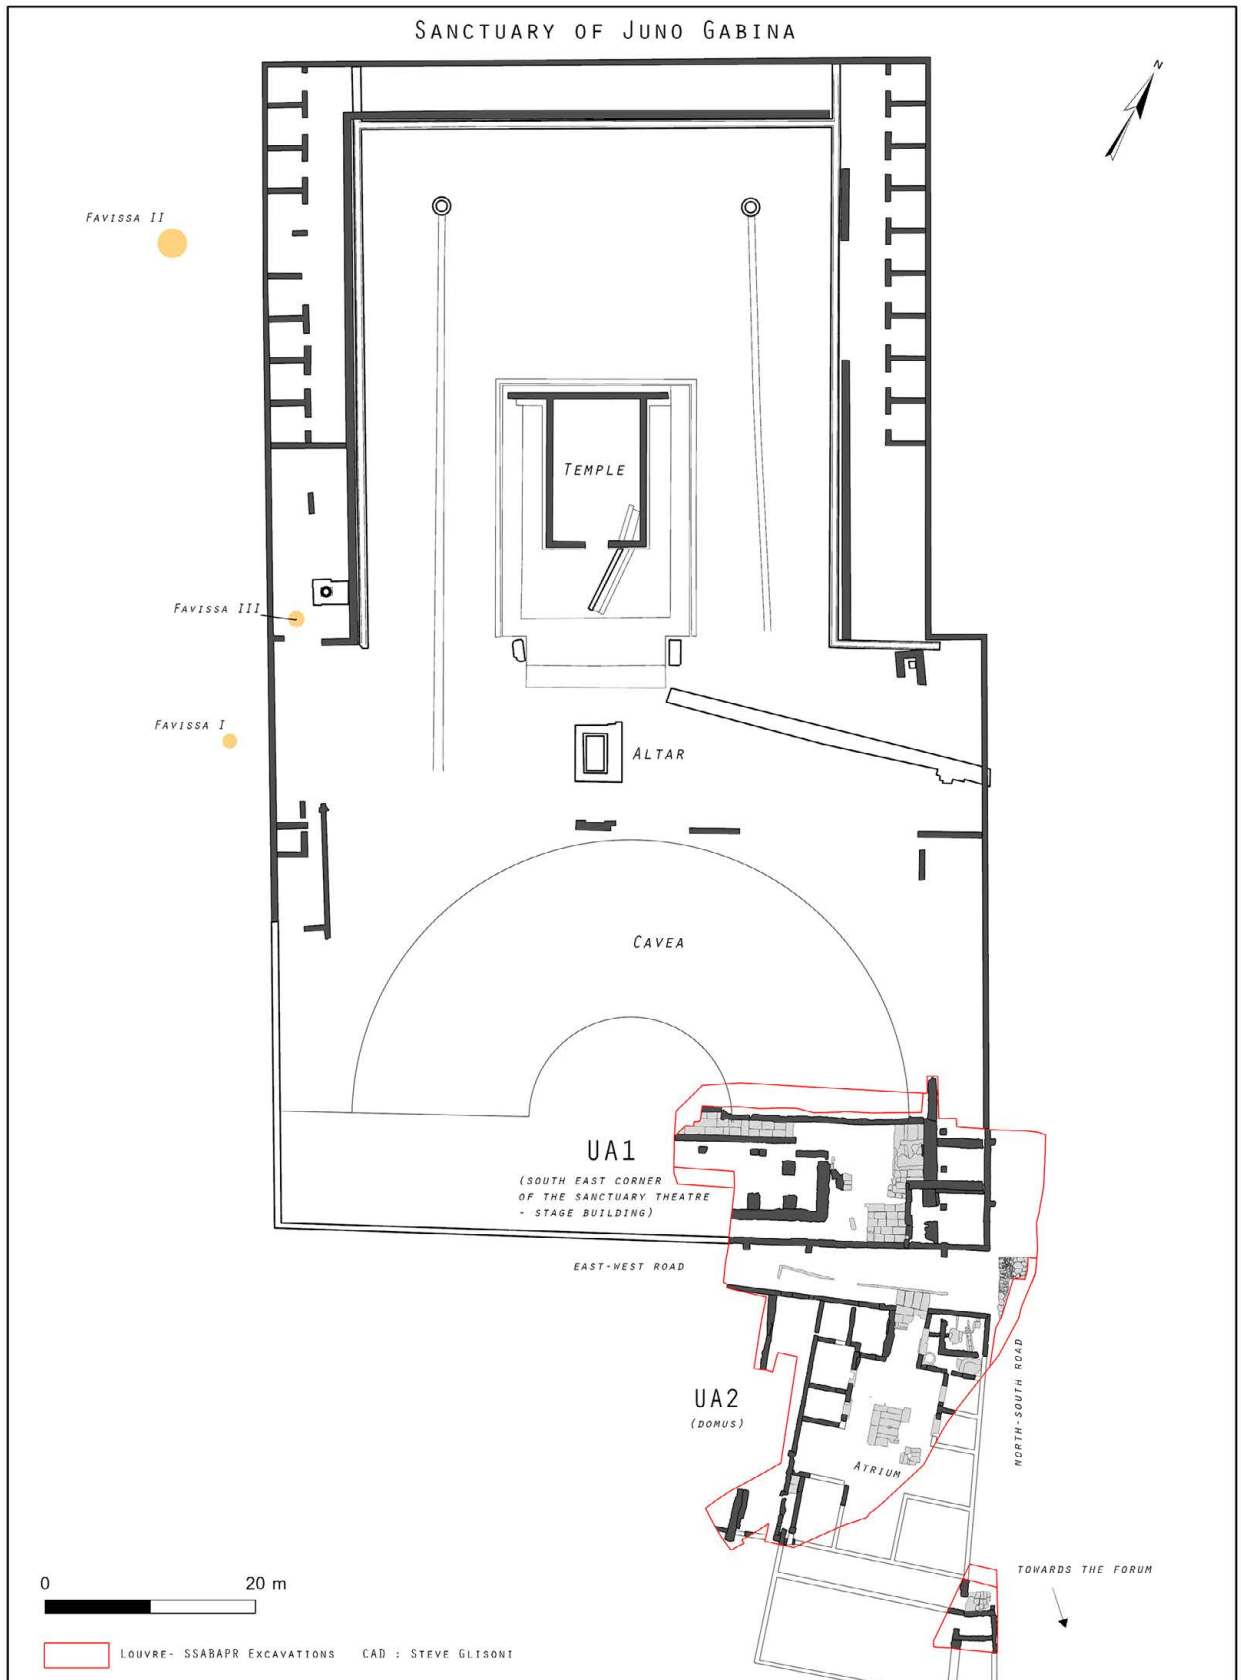 Sanctuary of Juno Gabina
N
Favissa II
Temple
Favissa III
Favissa I
Altar
Cavea
UA1
(south east corner
of the sanctuary theatre
- stage building)
east-west road
north-south road
UA2
(domus)
Atrium
towards the forum
0 20 m
Louvre- SSABAPR Excavations CAD : Steve Glisoni